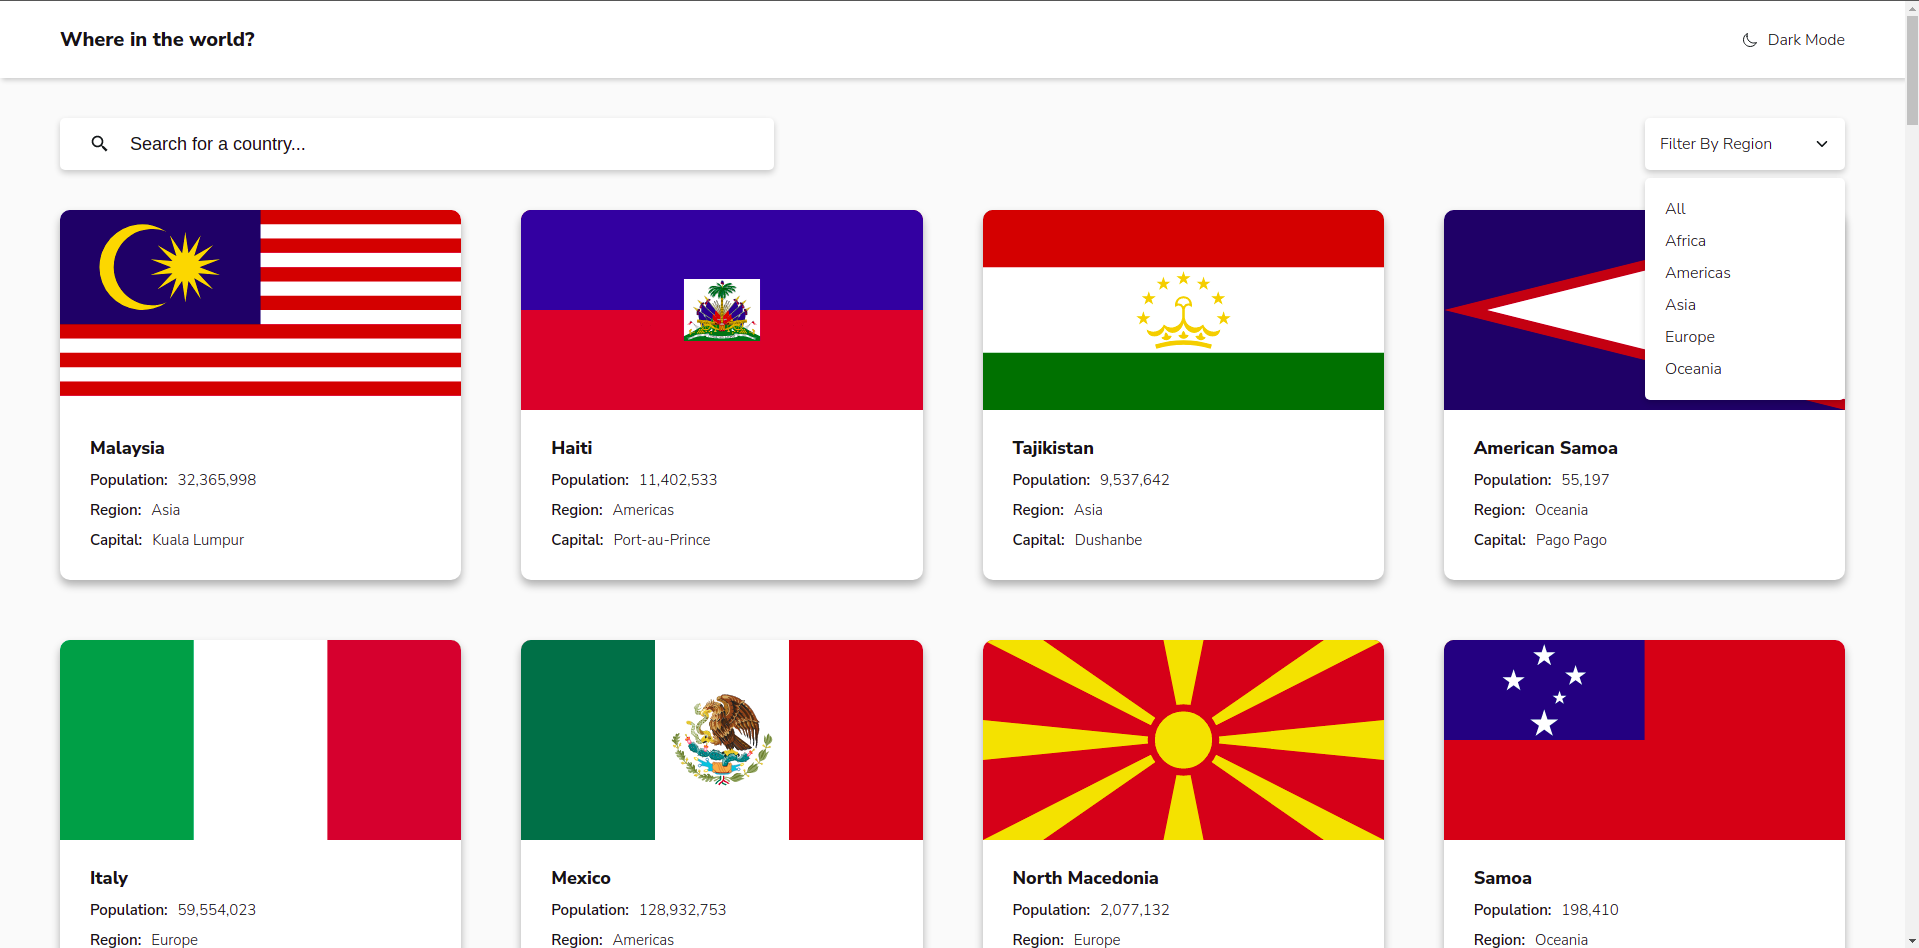 Where in the world?
Dark Mode
Search for a country...
Filter By Region
All
Africa
Americas
Asia
Europe
Oceania
Malaysia
Population: 32,365,998
Region: Asia
Capital: Kuala Lumpur
Haiti
Population: 11,402,533
Region: Americas
Capital: Port-au-Prince
Tajikistan
Population: 9,537,642
Region: Asia
Capital: Dushanbe
American Samoa
Population: 55,197
Region: Oceania
Capital: Pago Pago
Italy
Population: 59,554,023
Region: Europe
Mexico
Population: 128,932,753
Region: Americas
North Macedonia
Population: 2,077,132
Region: Europe
Samoa
Population: 198,410
Region: Oceania